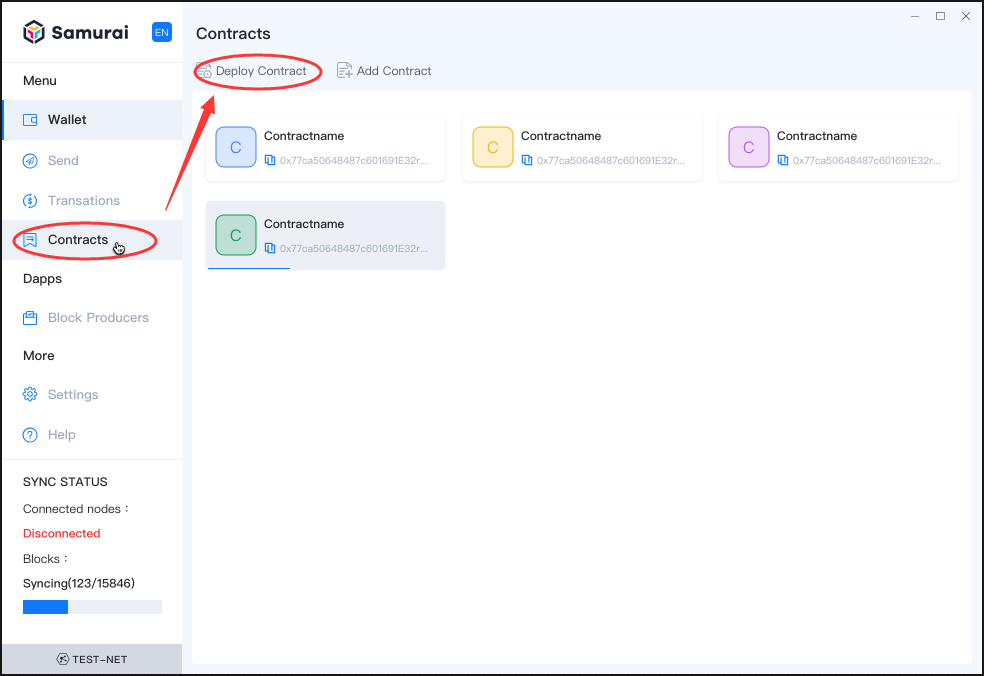 Samurai
EN
Menu
Wallet
Send
Transations
Contracts
Dapps
Block Producers
More
Settings
Help
SYNC STATUS
Connected nodes :
Disconnected
Blocks :
Syncing(123/15846)
TEST-NET
Contracts
Deploy Contract
Add Contract
C
Contractname
0x77ca50648487c601691E32r...
C
Contractname
0x77ca50648487c601691E32r...
C
Contractname
0x77ca50648487c601691E32r...
C
Contractname
0x77ca50648487c601691E32r...